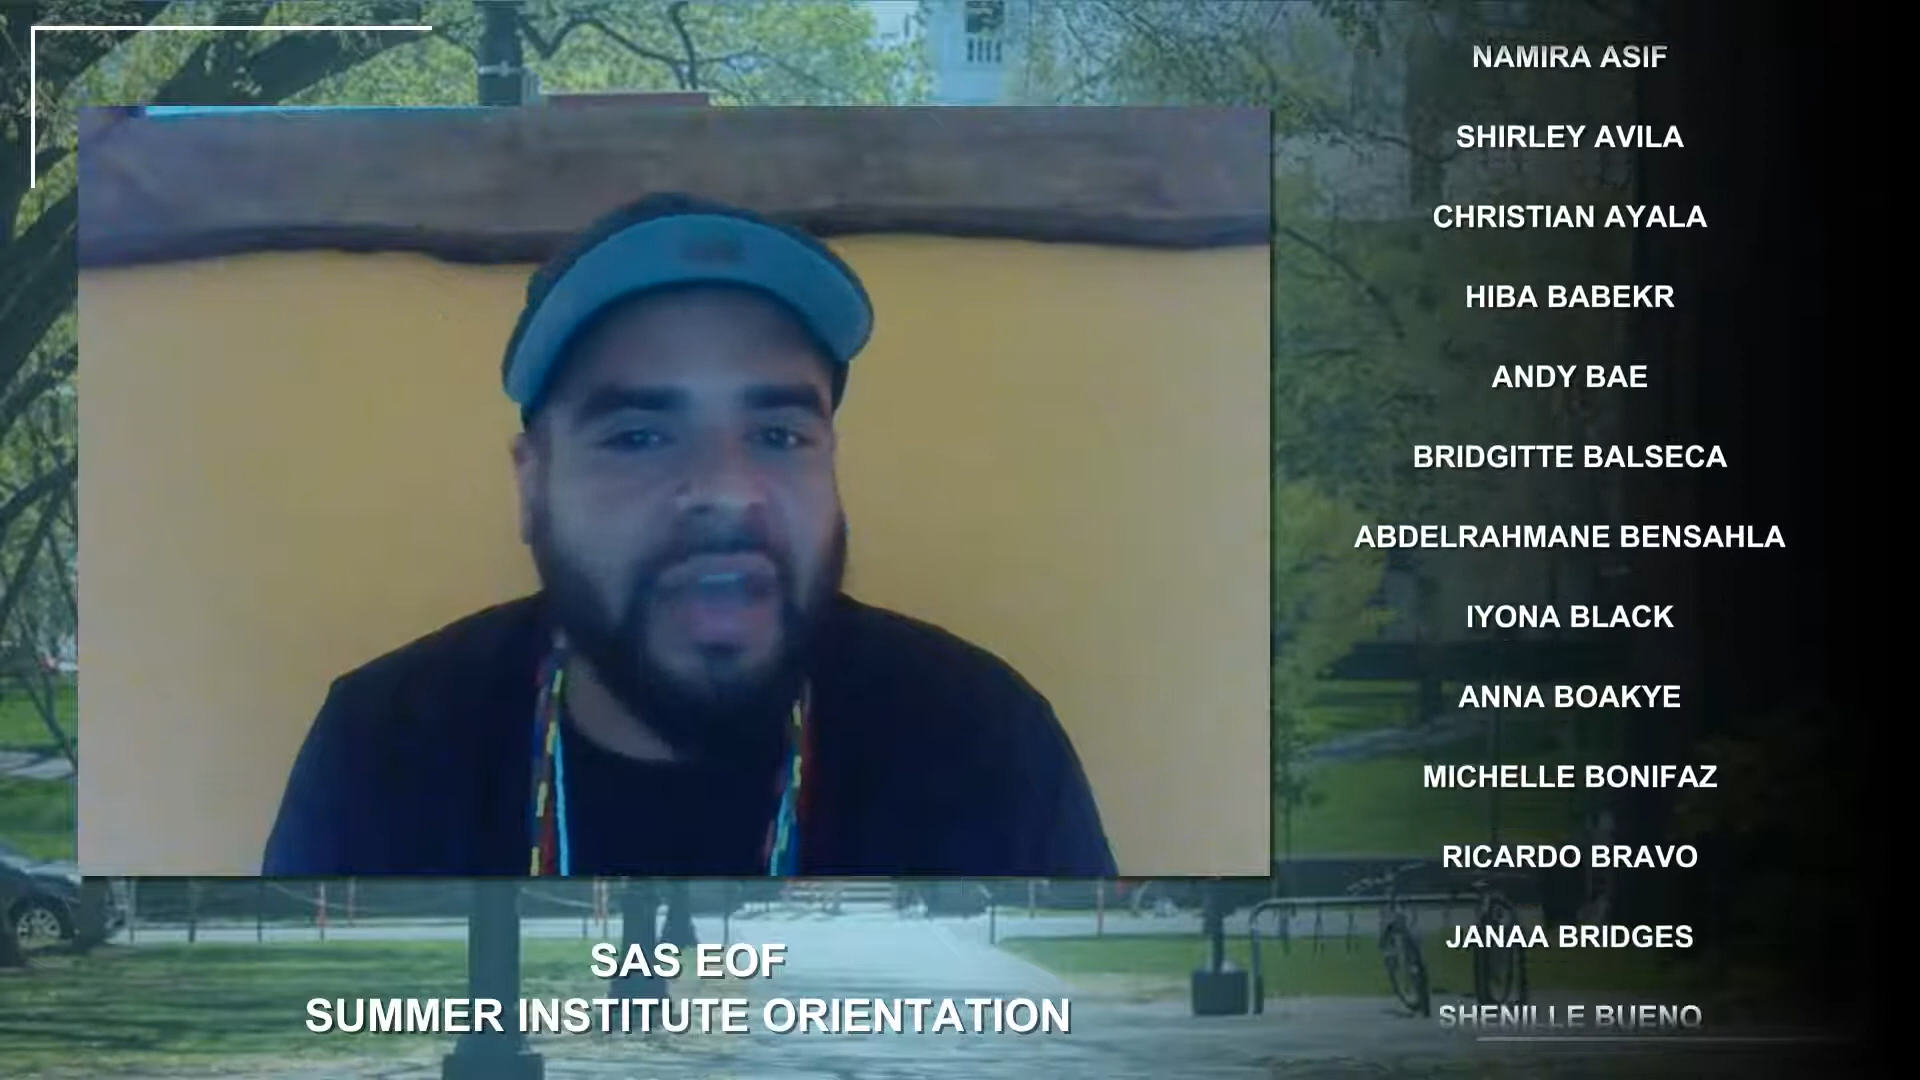 NAMIRA ASIF
SHIRLEY AVILA
CHRISTIAN AYALA
HIBA BABEKR
ANDY BAE
BRIDGITTE BALSECA
ABDELRAHMANE BENSAHLA
IYONA BLACK
ANNA BOAKYE
MICHELLE BONIFAZ
RICARDO BRAVO
JANAA BRIDGES
SHENILLE BUENO
SAS EOF
SUMMER INSTITUTE ORIENTATION